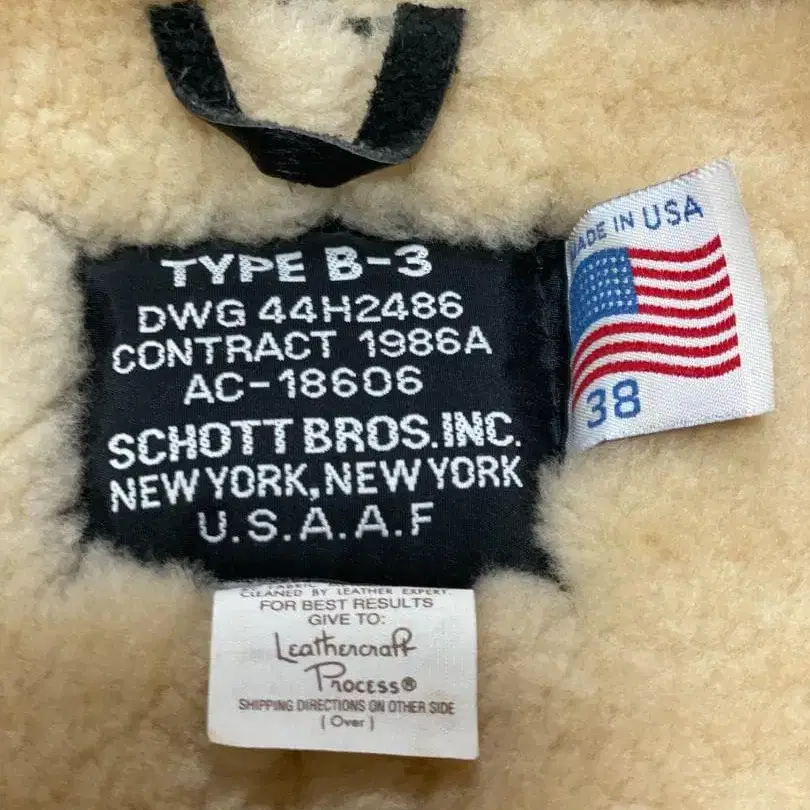 TYPE B-3
DWG 44H2486
CONTRACT 1986A
AC-18606
SCHOTT BROS.INC.
NEW YORK, NEW YORK
U.S.A.A.F
MADE IN USA
38
CLEANED BY LEATHER EXPERT.
FOR BEST RESULTS
GIVE TO:
Leathercraft
Process®
SHIPPING DIRECTIONS ON OTHER SIDE
( Over )